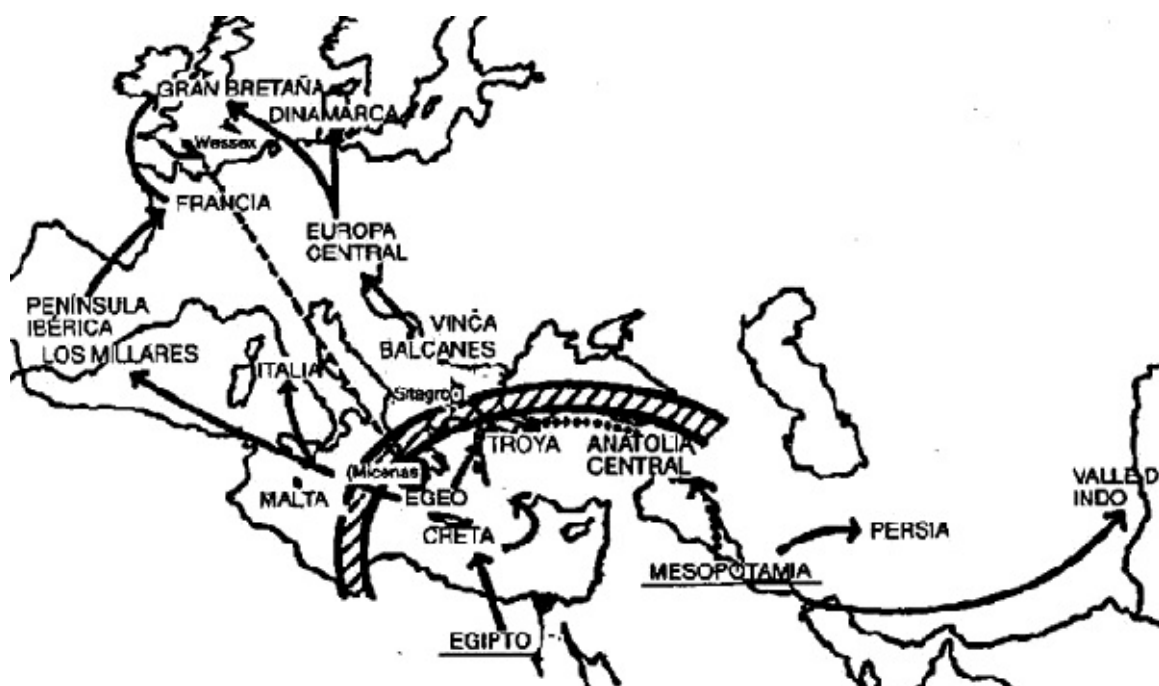 GRAN BRETAÑA
DINAMARCA
Wessex
FRANCIA
EUROPA
CENTRAL
PENÍNSULA
IBÉRICA
LOS MILLARES
VINCA
BALCANES
ITALIA
Sitagroi
TROYA
ANATOLIA
CENTRAL
(Micenas)
MALTA
EGEO
CRETA
VALLE D
INDO
PERSIA
MESOPOTAMIA
EGIPTO